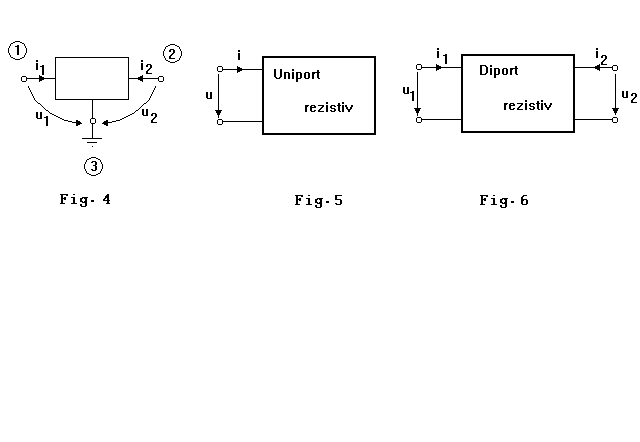 1
i1
i2
2
u1
u2
3
Fig. 4
i
u
Uniport
rezistiv
Fig.5
i1
i2
u1
u2
Diport
rezistiv
Fig.6